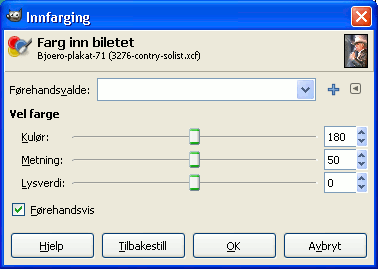 Innfarging
Farg inn biletet
Bjoero-plakat-71 (3276-contry-solist.xcf)
Førehandsvalde:
Vel farge
Kulør: 180
Metning: 50
Lysverdi: 0
Førehandsvis
Hjelp Tilbakestill OK Avbryt